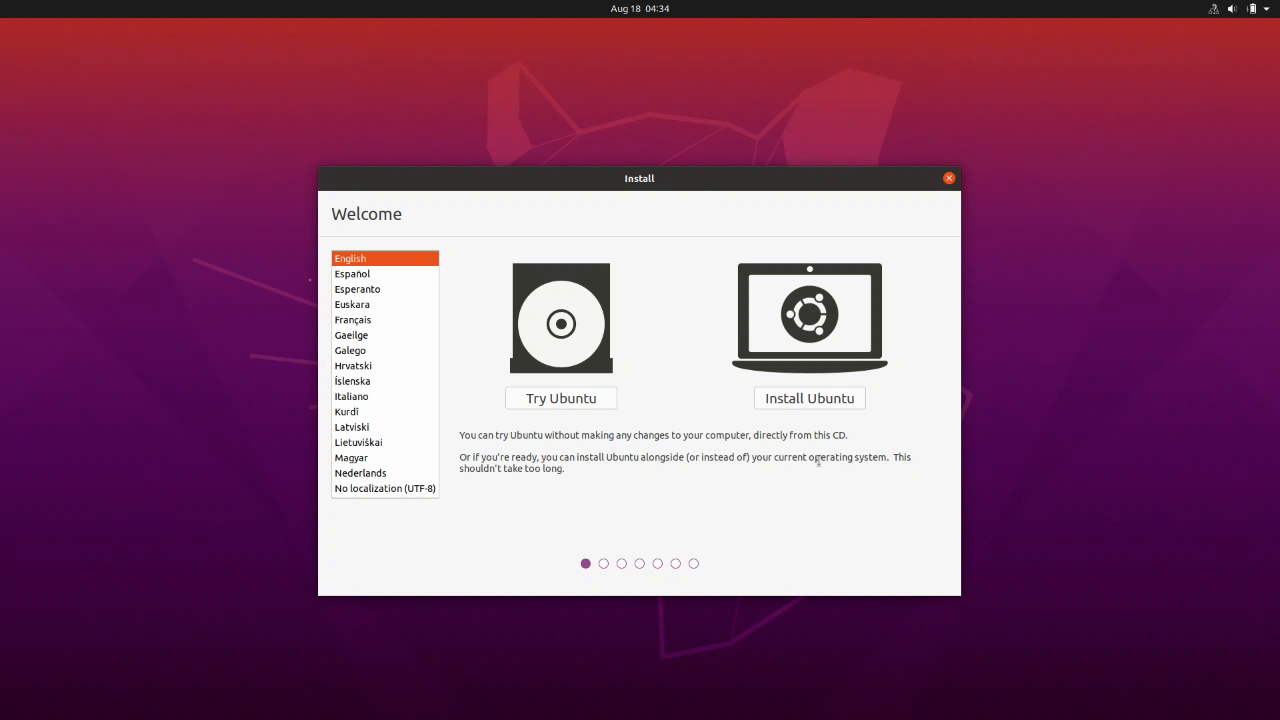 Aug 18 04:34
Install
Welcome
English
Español
Esperanto
Euskara
Français
Gaeilge
Galego
Hrvatski
Íslenska
Italiano
Kurdî
Latviski
Lietuviškai
Magyar
Nederlands
No localization (UTF-8)
Try Ubuntu
Install Ubuntu
You can try Ubuntu without making any changes to your computer, directly from this CD.
Or if you're ready, you can install Ubuntu alongside (or instead of) your current operating system. This
shouldn't take too long.